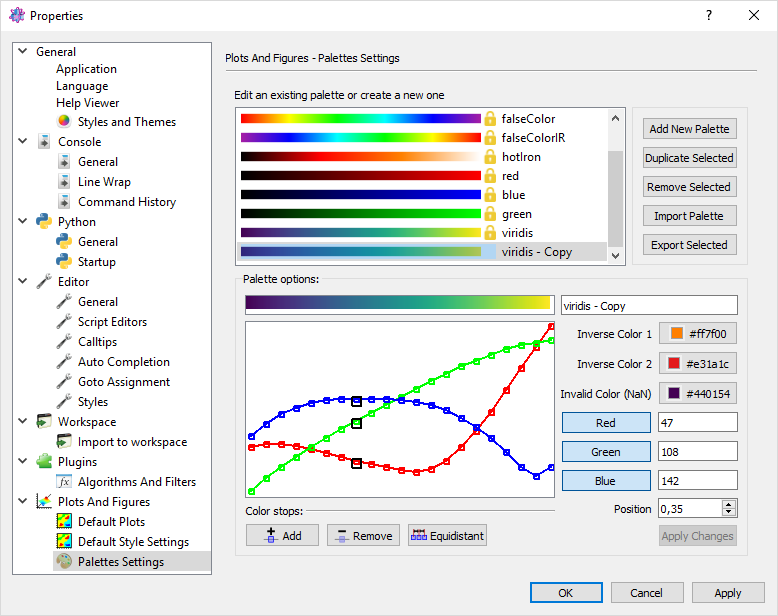 Properties
?
General
Application
Language
Help Viewer
Styles and Themes
Console
General
Line Wrap
Command History
Python
General
Startup
Editor
General
Script Editors
Calltips
Auto Completion
Goto Assignment
Styles
Workspace
Import to workspace
Plugins
fx Algorithms And Filters
Plots And Figures
Default Plots
Default Style Settings
Palettes Settings
Plots And Figures - Palettes Settings
Edit an existing palette or create a new one
falseColor
falseColorIR
hotIron
red
blue
green
viridis
viridis - Copy
Add New Palette
Duplicate Selected
Remove Selected
Import Palette
Export Selected
Palette options:
viridis - Copy
Inverse Color 1 #ff7f00
Inverse Color 2 #e31a1c
Invalid Color (NaN) #440154
Red 47
Green 108
Blue 142
Position 0,35
Apply Changes
Color stops:
Add
Remove
Equidistant
OK
Cancel
Apply